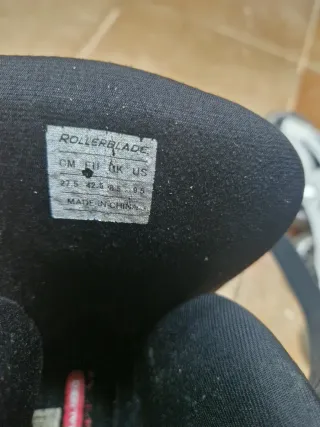 ROLLERBLADE
CM EU UK US
27.5 42.5 8.5 9.5
MADE IN CHINA